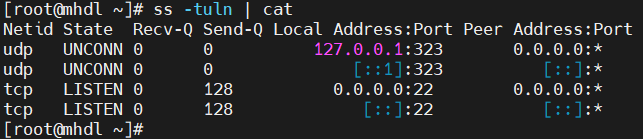 [root@mhdl ~]# ss -tuln | cat
Netid State  Recv-Q Send-Q Local Address:Port Peer Address:Port
udp   UNCONN 0      0          127.0.0.1:323       0.0.0.0:*
udp   UNCONN 0      0              [::1]:323          [::]:*
tcp   LISTEN 0      128          0.0.0.0:22        0.0.0.0:*
tcp   LISTEN 0      128             [::]:22           [::]:*
[root@mhdl ~]#